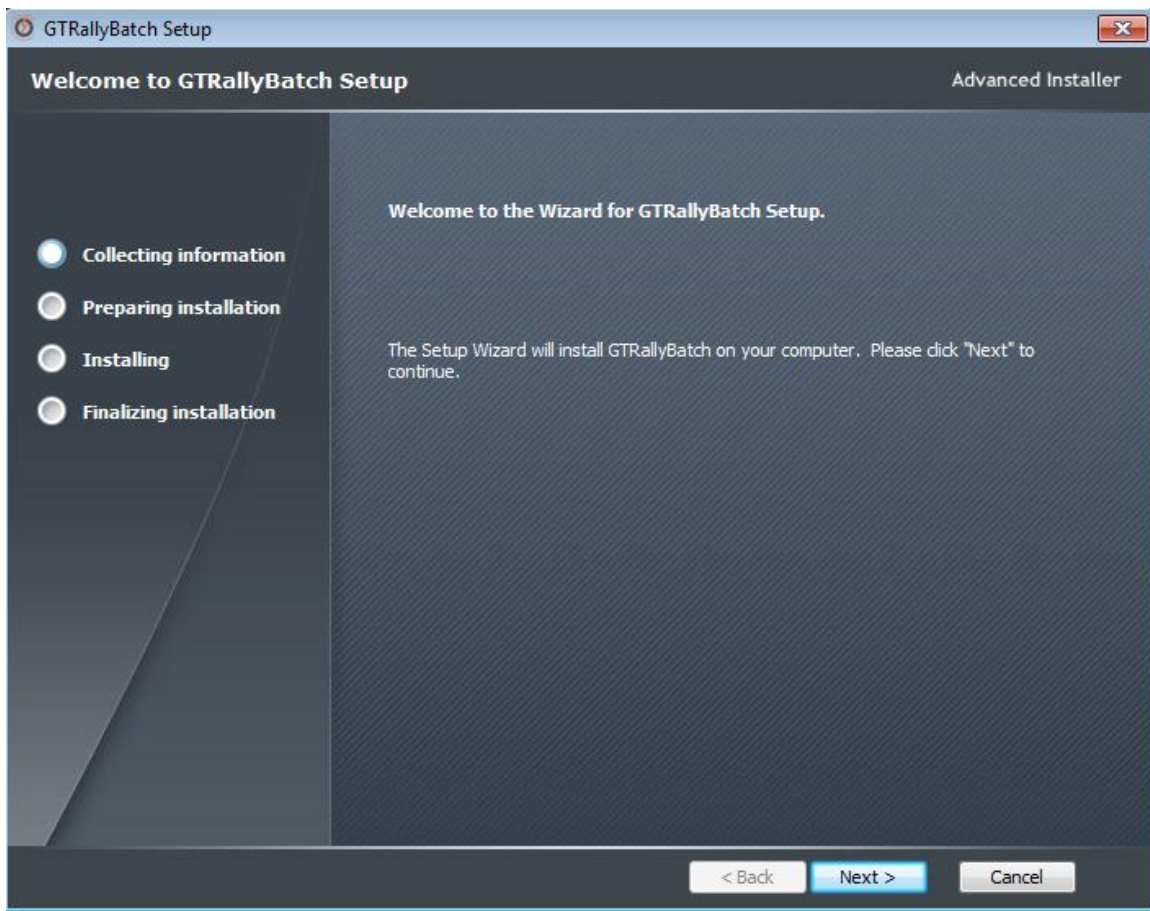 GTRallyBatch Setup
Welcome to GTRallyBatch Setup
Advanced Installer
Welcome to the Wizard for GTRallyBatch Setup.
Collecting information
Preparing installation
Installing
Finalizing installation
The Setup Wizard will install GTRallyBatch on your computer.  Please click "Next" to
continue.
< Back
Next >
Cancel